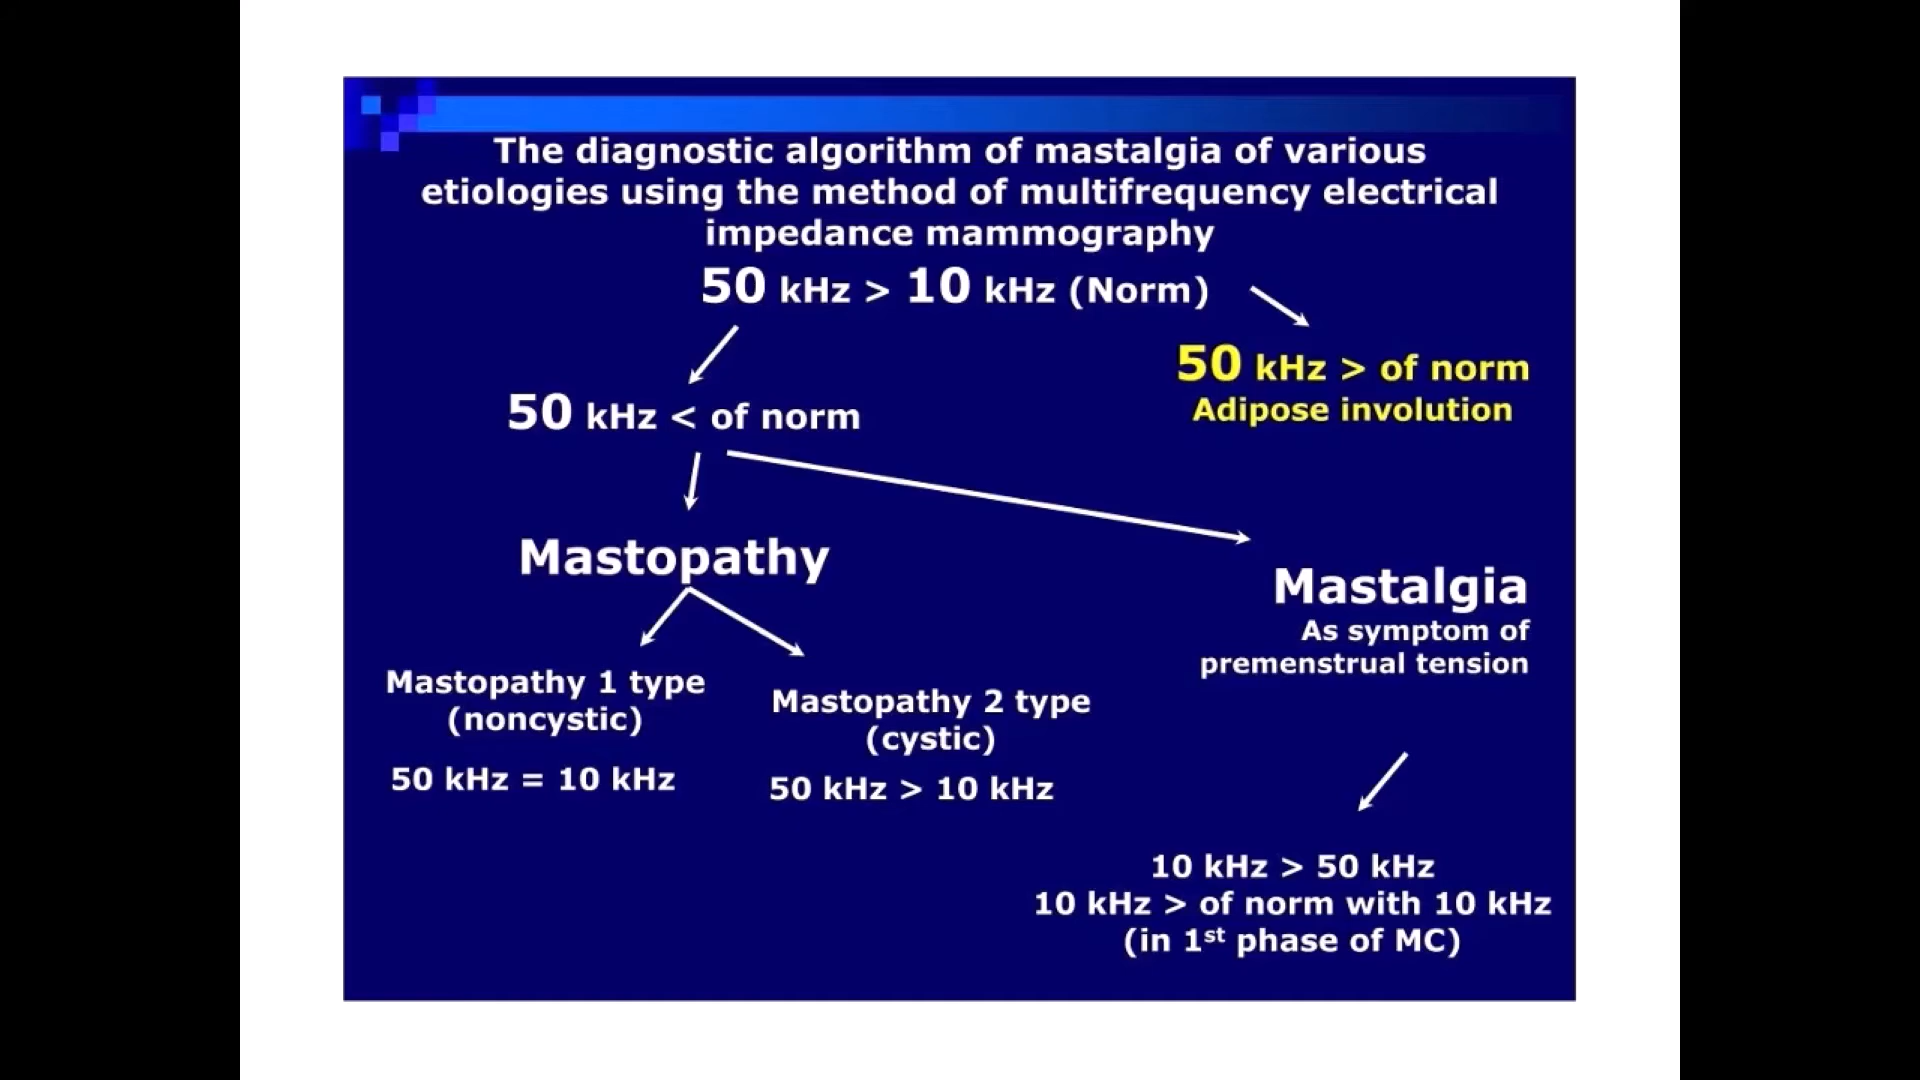 The diagnostic algorithm of mastalgia of various
etiologies using the method of multifrequency electrical
impedance mammography
50 kHz > 10 kHz (Norm)
50 kHz > of norm
Adipose involution
50 kHz < of norm
Mastopathy
Mastalgia
As symptom of
premenstrual tension
Mastopathy 1 type
(noncystic)
50 kHz = 10 kHz
Mastopathy 2 type
(cystic)
50 kHz > 10 kHz
10 kHz > 50 kHz
10 kHz > of norm with 10 kHz
(in 1st phase of MC)